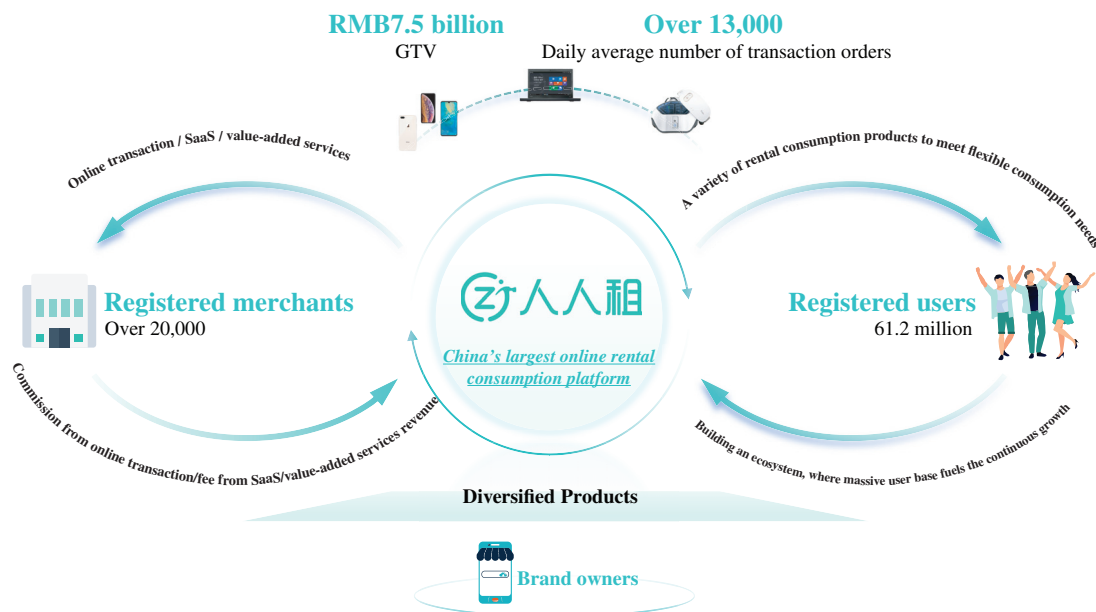 RMB7.5 billion
GTV
Over 13,000
Daily average number of transaction orders
Online transaction / SaaS / value-added services
A variety of rental consumption products to meet flexible consumption needs
Registered merchants
Over 20,000
人人租
China's largest online rental
consumption platform
Registered users
61.2 million
Commission from online transaction/fee from SaaS/value-added services revenue
Building an ecosystem, where massive user base fuels the continuous growth
Diversified Products
Brand owners